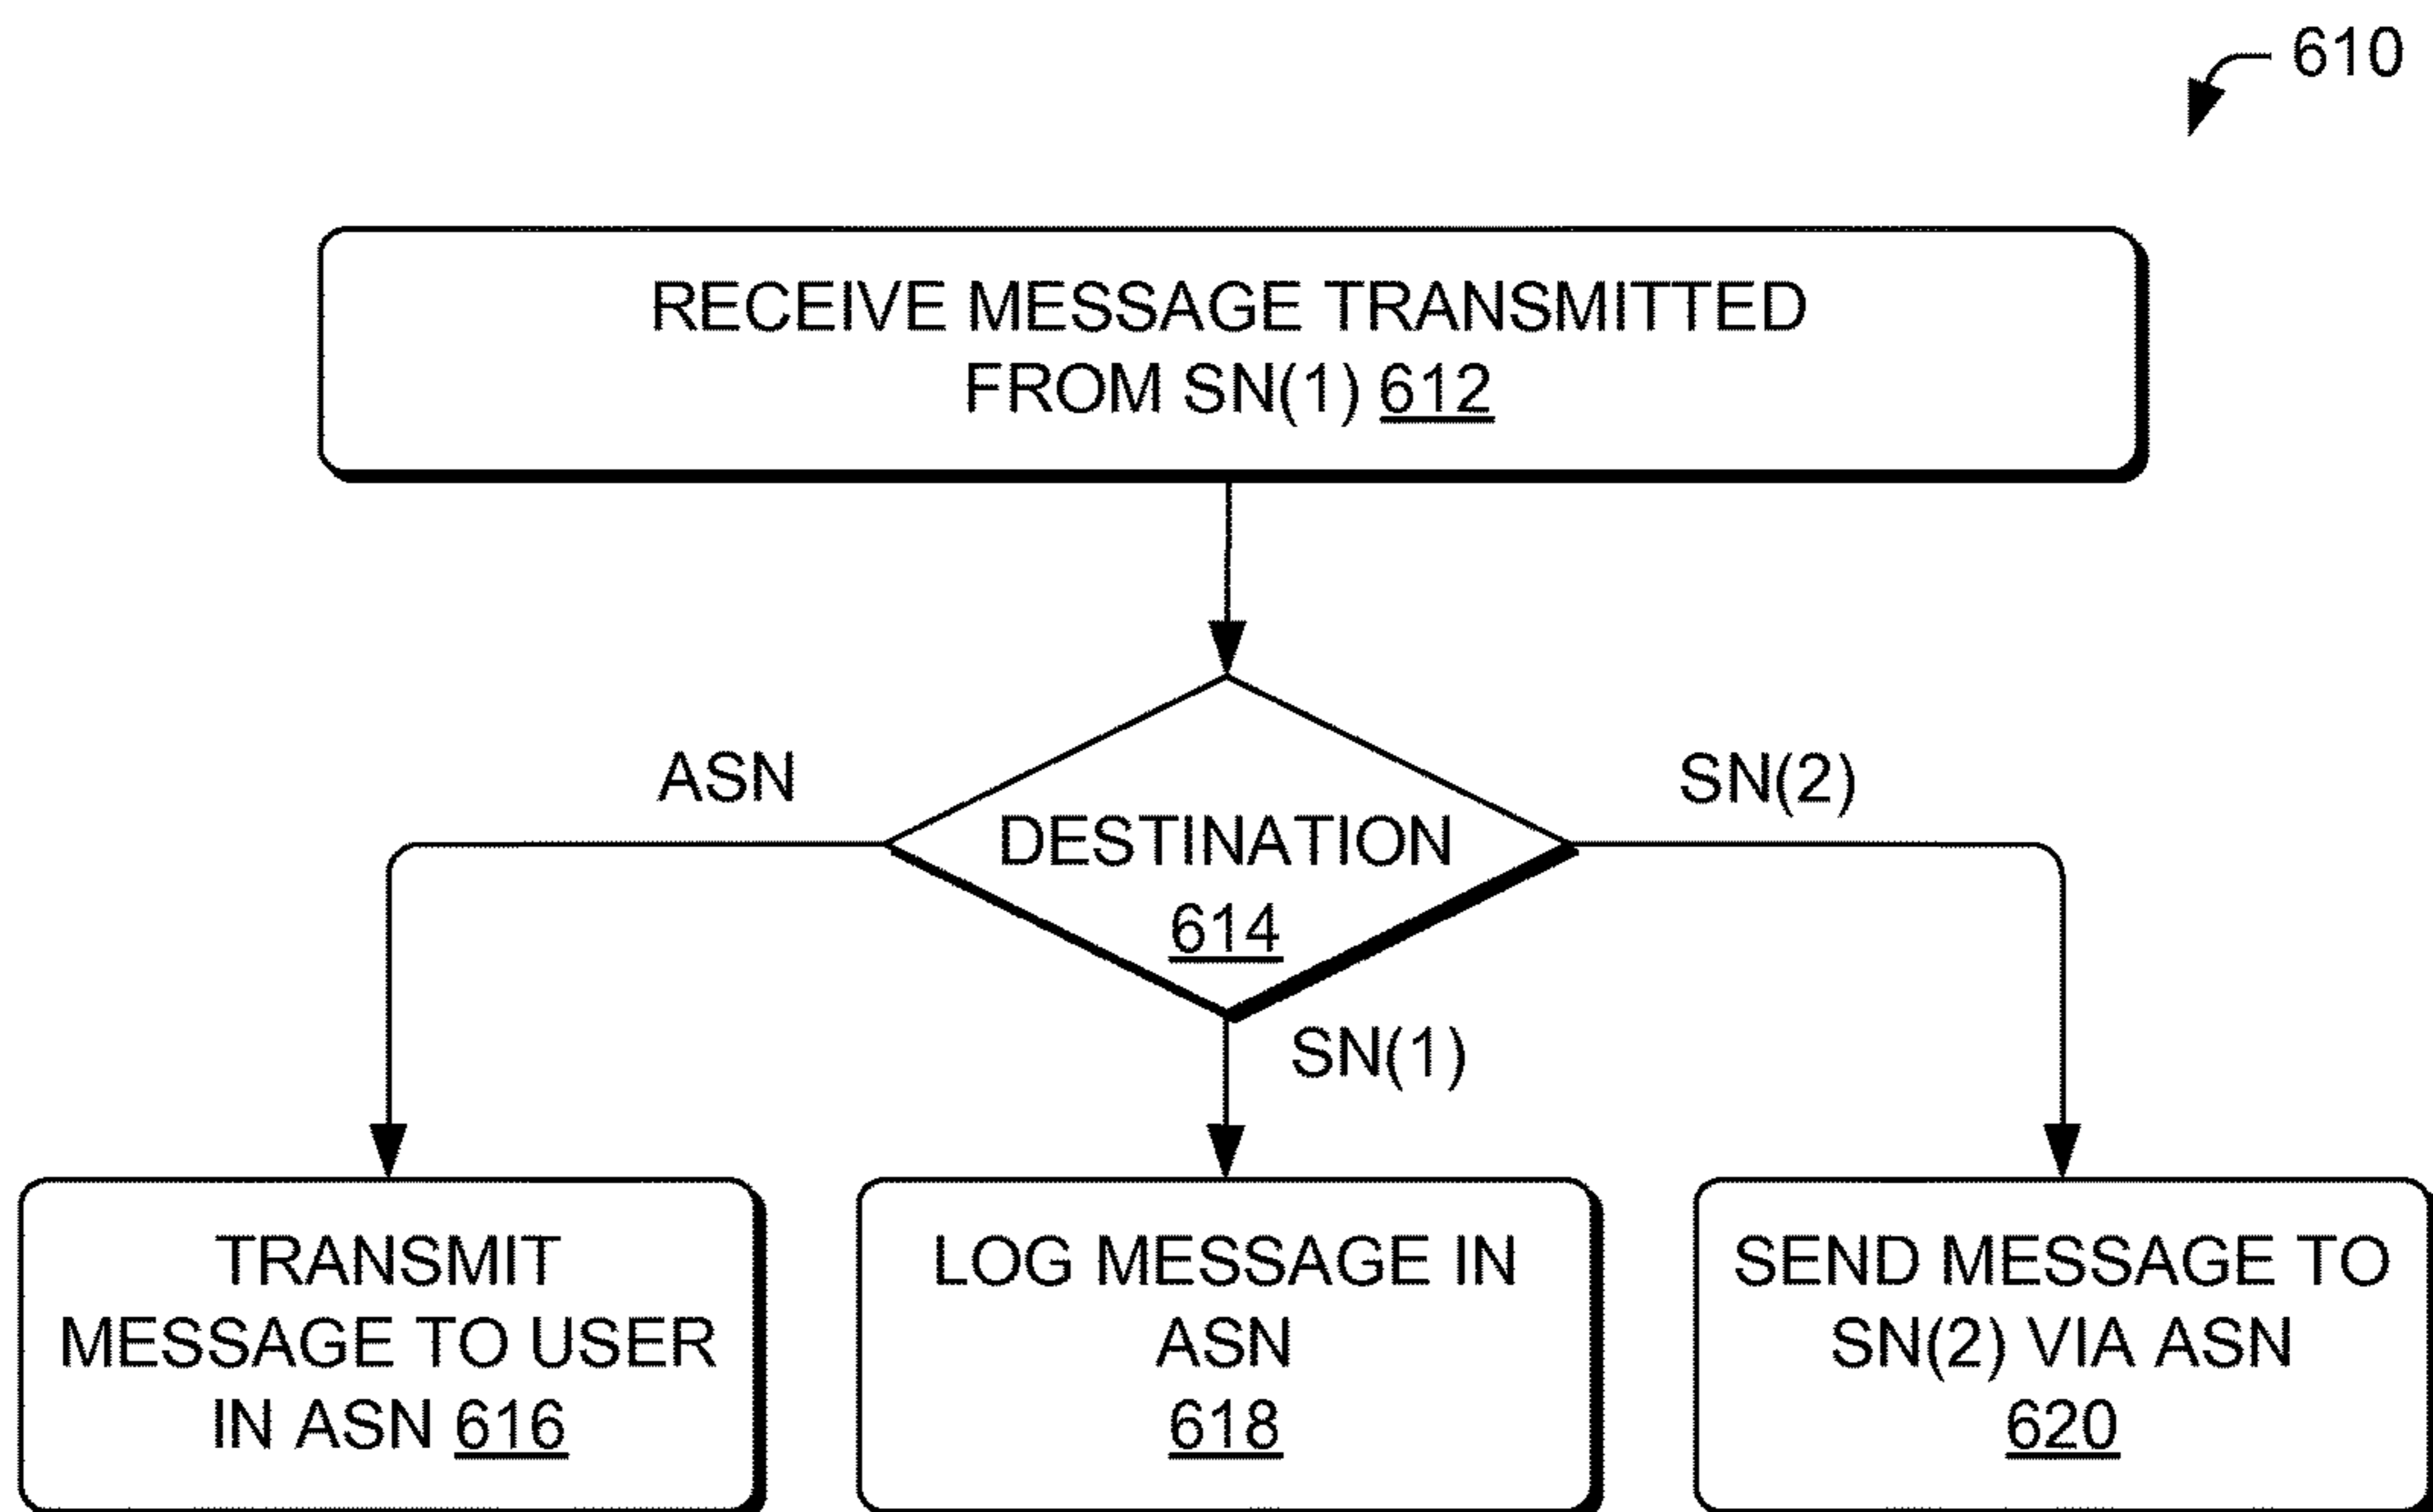 610
RECEIVE MESSAGE TRANSMITTED
FROM SN(1) 612
ASN
SN(2)
DESTINATION
614
SN(1)
TRANSMIT
MESSAGE TO USER
IN ASN 616
LOG MESSAGE IN
ASN
618
SEND MESSAGE TO
SN(2) VIA ASN
620